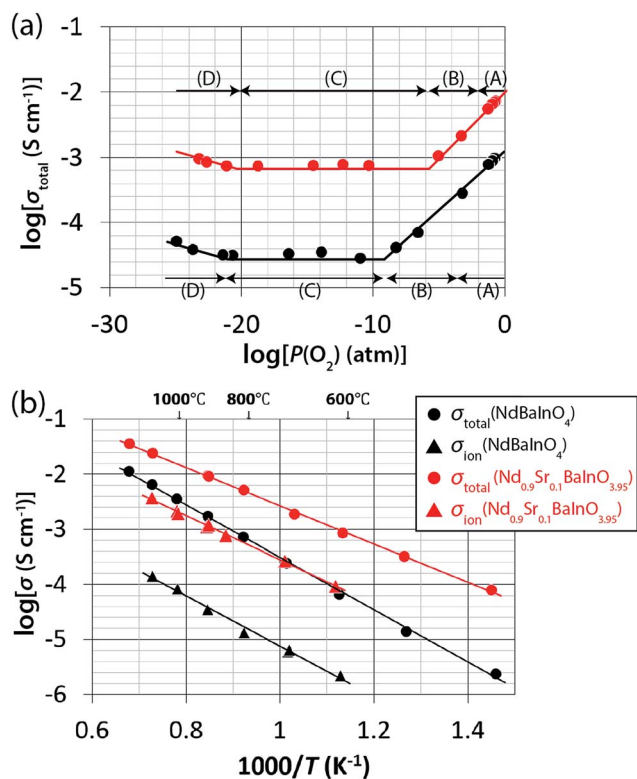 (a)
-1
-2
-3
-4
-5
log[σtotal (S cm⁻¹)]
(D) (C) (B) (A)
(D) (C) (B) (A)
-30 -20 -10 0
log[P(O₂) (atm)]
(b)
1000°C 800°C 600°C
-1
-2
-3
-4
-5
-6
log[σ (S cm⁻¹)]
0.6 0.8 1 1.2 1.4
1000/T (K⁻¹)
σtotal(NdBaInO₄)
σion(NdBaInO₄)
σtotal(Nd₀.₉Sr₀.₁BaInO₃.₉₅)
σion(Nd₀.₉Sr₀.₁BaInO₃.₉₅)